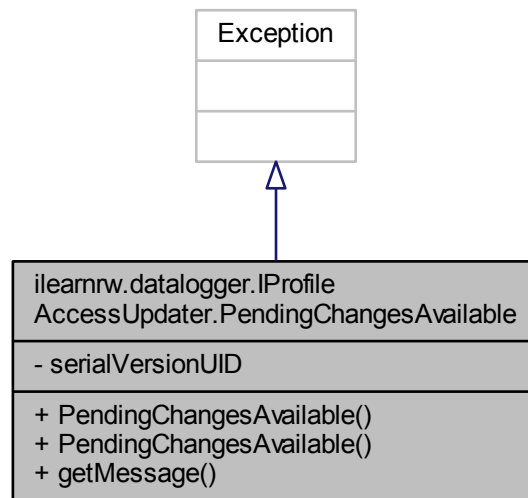 Exception
ilearnrw.datalogger.IProfile
AccessUpdater.PendingChangesAvailable
- serialVersionUID
+ PendingChangesAvailable()
+ PendingChangesAvailable()
+ getMessage()